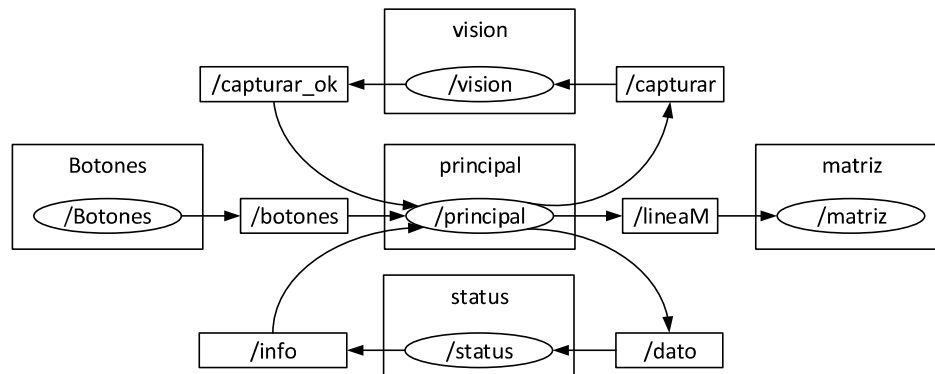 vision
/capturar_ok
/vision
/capturar
Botones
principal
matriz
/Botones
/botones
/principal
/lineaM
/matriz
status
/info
/status
/dato